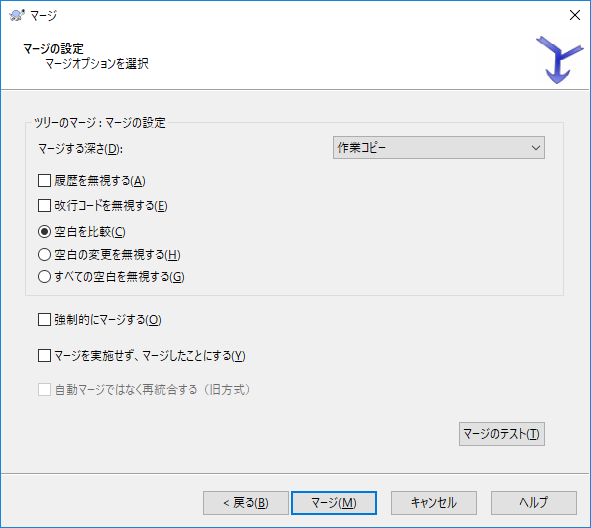 マージ
マージの設定
マージオプションを選択
ツリーのマージ : マージの設定
マージする深さ(D):
作業コピー
履歴を無視する(A)
改行コードを無視する(E)
空白を比較(C)
空白の変更を無視する(H)
すべての空白を無視する(G)
強制的にマージする(O)
マージを実施せず、マージしたことにする(Y)
自動マージではなく再統合する（旧方式）
マージのテスト(T)
< 戻る(B)
マージ(M)
キャンセル
ヘルプ